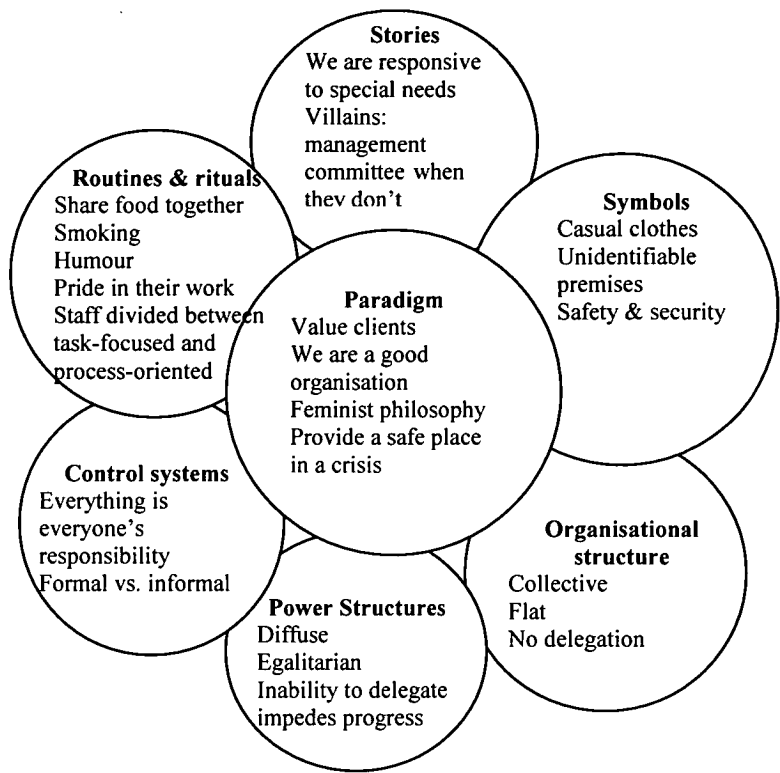 Stories
We are responsive
to special needs
Villains:
management
committee when
they don't
Routines & rituals
Share food together
Smoking
Humour
Pride in their work
Staff divided between
task-focused and
process-oriented
Symbols
Casual clothes
Unidentifiable
premises
Safety & security
Paradigm
Value clients
We are a good
organisation
Feminist philosophy
Provide a safe place
in a crisis
Control systems
Everything is
everyone's
responsibility
Formal vs. informal
Organisational
structure
Collective
Flat
No delegation
Power Structures
Diffuse
Egalitarian
Inability to delegate
impedes progress